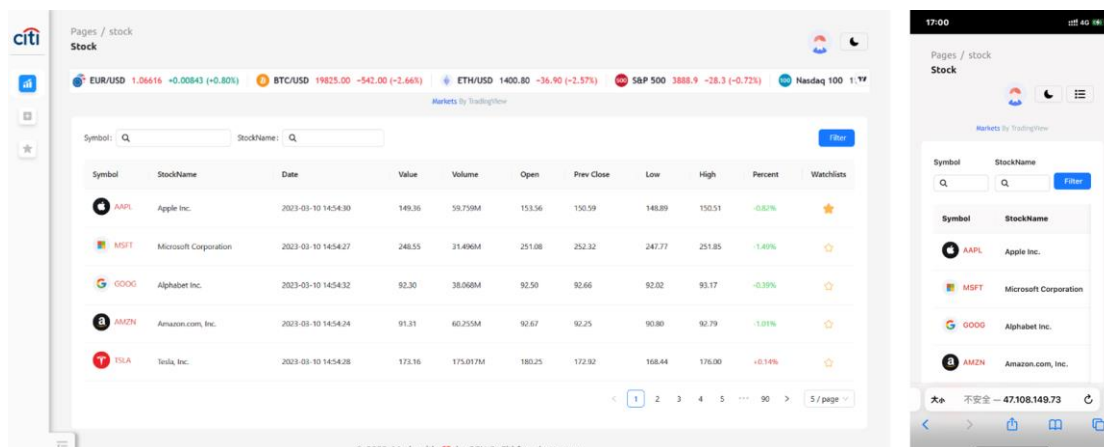 citi
Pages / stock
Stock
EUR/USD 1.06616 +0.00843 (+0.80%) BTC/USD 19825.00 -542.00 (-2.66%) ETH/USD 1400.80 -36.90 (-2.57%) 500 S&P 500 3888.9 -28.3 (-0.72%) 100 Nasdaq 100
Markets By TradingView
Symbol: StockName: Filter
Symbol StockName Date Value Volume Open Prev Close Low High Percent Watchlists
AAPL Apple Inc. 2023-03-10 14:54:30 149.36 59.759M 153.56 150.59 148.89 150.51 -0.82%
MSFT Microsoft Corporation 2023-03-10 14:54:27 248.55 31.496M 251.08 252.32 247.77 251.85 -1.49%
GOOG Alphabet Inc. 2023-03-10 14:54:32 92.30 38.068M 92.50 92.66 92.02 93.17 -0.39%
AMZN Amazon.com, Inc. 2023-03-10 14:54:24 91.31 60.255M 92.67 92.25 90.80 92.79 -1.01%
TSLA Tesla, Inc. 2023-03-10 14:54:28 173.16 175.017M 180.25 172.92 168.44 176.00 +0.14%
< 1 2 3 4 5 ••• 90 > 5 / page
17:00 4G
Pages / stock
Stock
Markets by TradingView
Symbol StockName
Filter
Symbol StockName
AAPL Apple Inc.
MSFT Microsoft Corporation
GOOG Alphabet Inc.
AMZN Amazon.com, Inc.
大小 不安全 — 47.108.149.73